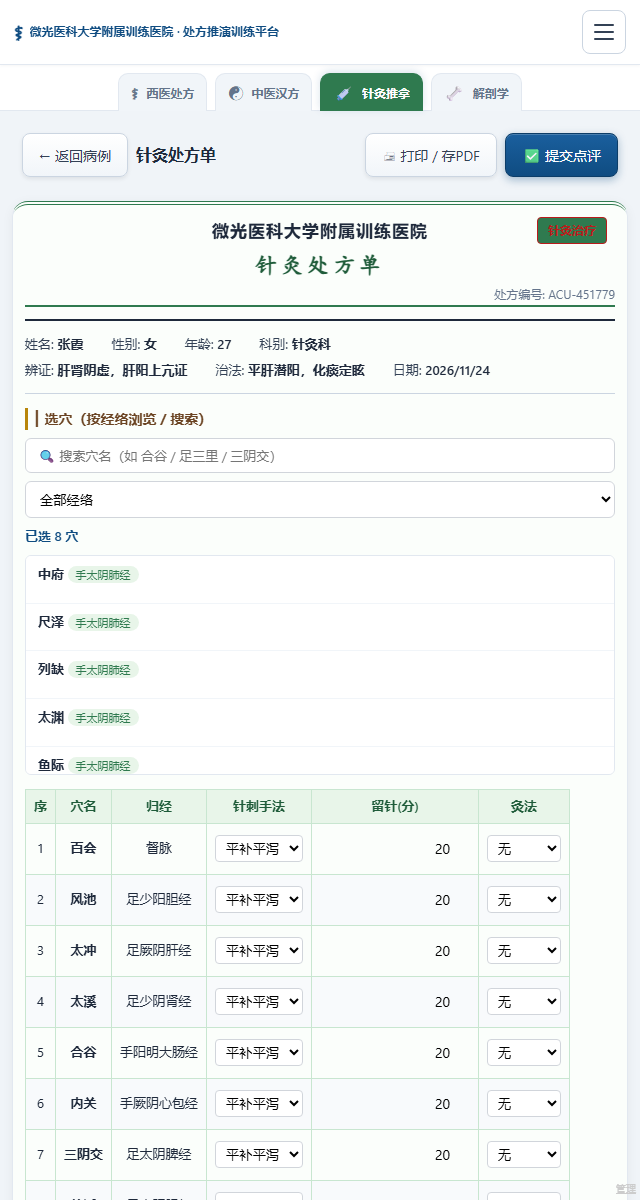 微光医科大学附属训练医院 · 处方推演训练平台
西医处方
中医汉方
针灸推拿
解剖学
← 返回病例
针灸处方单
打印 / 存PDF
提交点评
微光医科大学附属训练医院
针灸治疗
针灸处方单
处方编号: ACU-451779
姓名: 张霞 性别: 女 年龄: 27 科别: 针灸科
辨证: 肝肾阴虚，肝阳上亢证 治法: 平肝潜阳，化痰定眩 日期: 2026/11/24
选穴（按经络浏览 / 搜索）
搜索穴名（如 合谷 / 足三里 / 三阴交）
全部经络
已选 8 穴
中府 手太阴肺经
尺泽 手太阴肺经
列缺 手太阴肺经
太渊 手太阴肺经
鱼际 手太阴肺经
序 穴名 归经 针刺手法 留针(分) 灸法
1 百会 督脉 平补平泻 20 无
2 风池 足少阳胆经 平补平泻 20 无
3 太冲 足厥阴肝经 平补平泻 20 无
4 太溪 足少阴肾经 平补平泻 20 无
5 合谷 手阳明大肠经 平补平泻 20 无
6 内关 手厥阴心包经 平补平泻 20 无
7 三阴交 足太阴脾经 平补平泻 20 无
管理